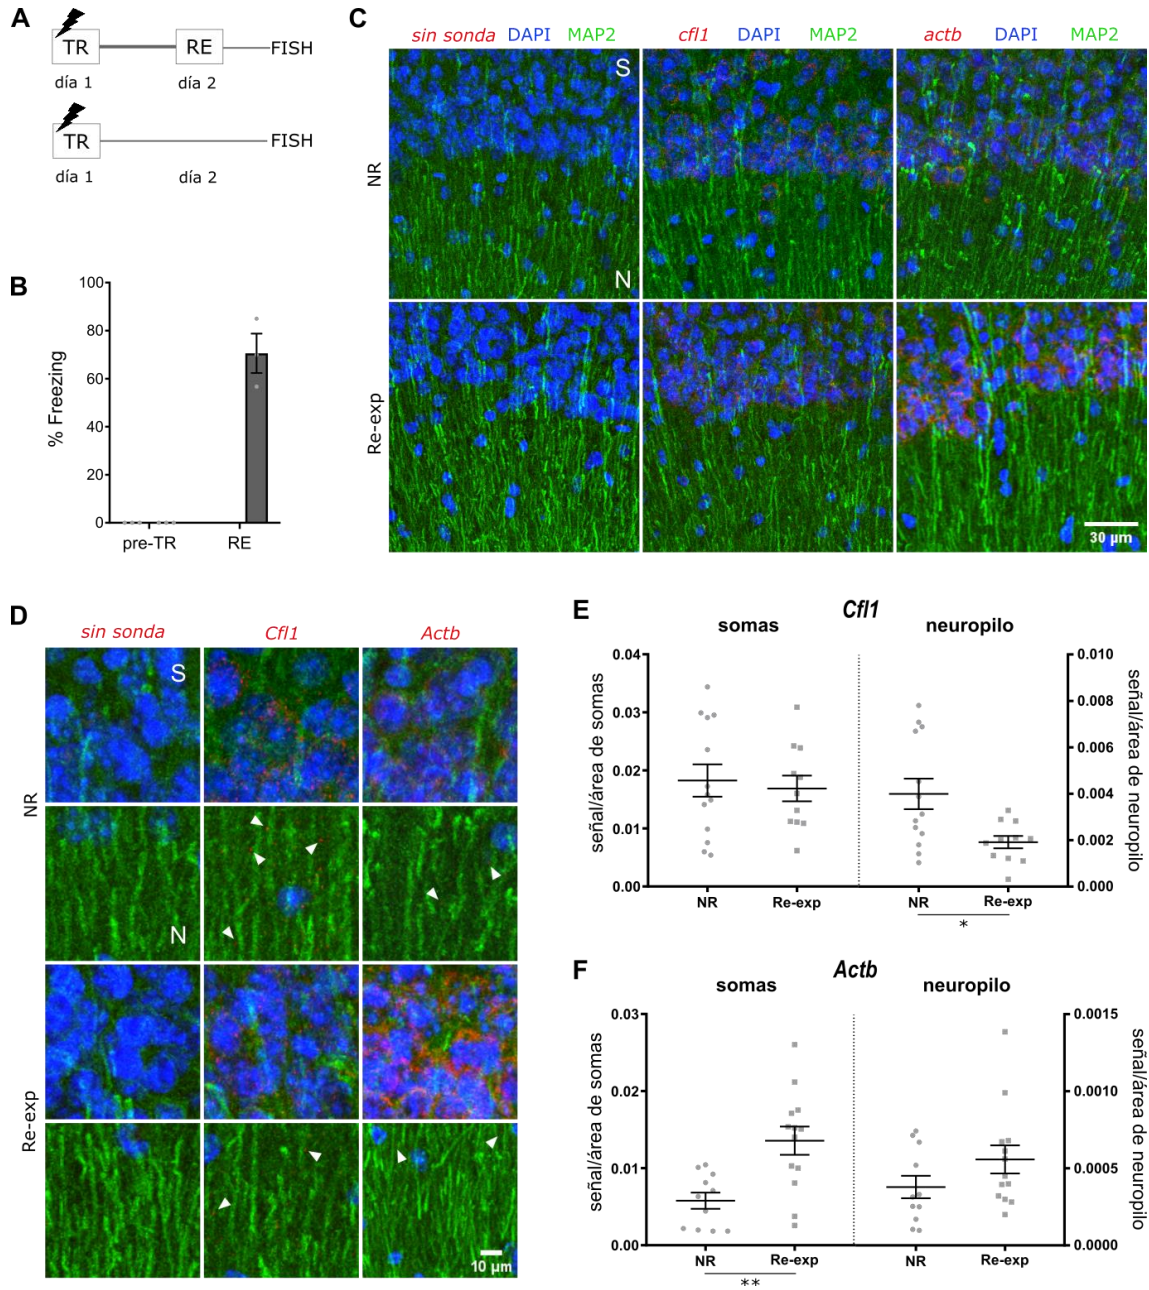 A
TR
RE
FISH
día 1
día 2
TR
FISH
día 1
día 2
B
% Freezing
100
80
60
40
20
0
pre-TR
RE
C
sin sonda DAPI MAP2
cfl1 DAPI MAP2
actb DAPI MAP2
NR
S
N
Re-exp
30 µm
D
sin sonda
Cfl1
Actb
NR
S
N
Re-exp
10 µm
E
Cfl1
somas
neuropilo
señal/área de somas
0.04
0.03
0.02
0.01
0.00
señal/área de neuropilo
0.010
0.008
0.006
0.004
0.002
0.000
NR
Re-exp
NR
Re-exp
*
F
Actb
somas
neuropilo
señal/área de somas
0.03
0.02
0.01
0.00
señal/área de neuropilo
0.0015
0.0010
0.0005
0.0000
NR
Re-exp
NR
Re-exp
**